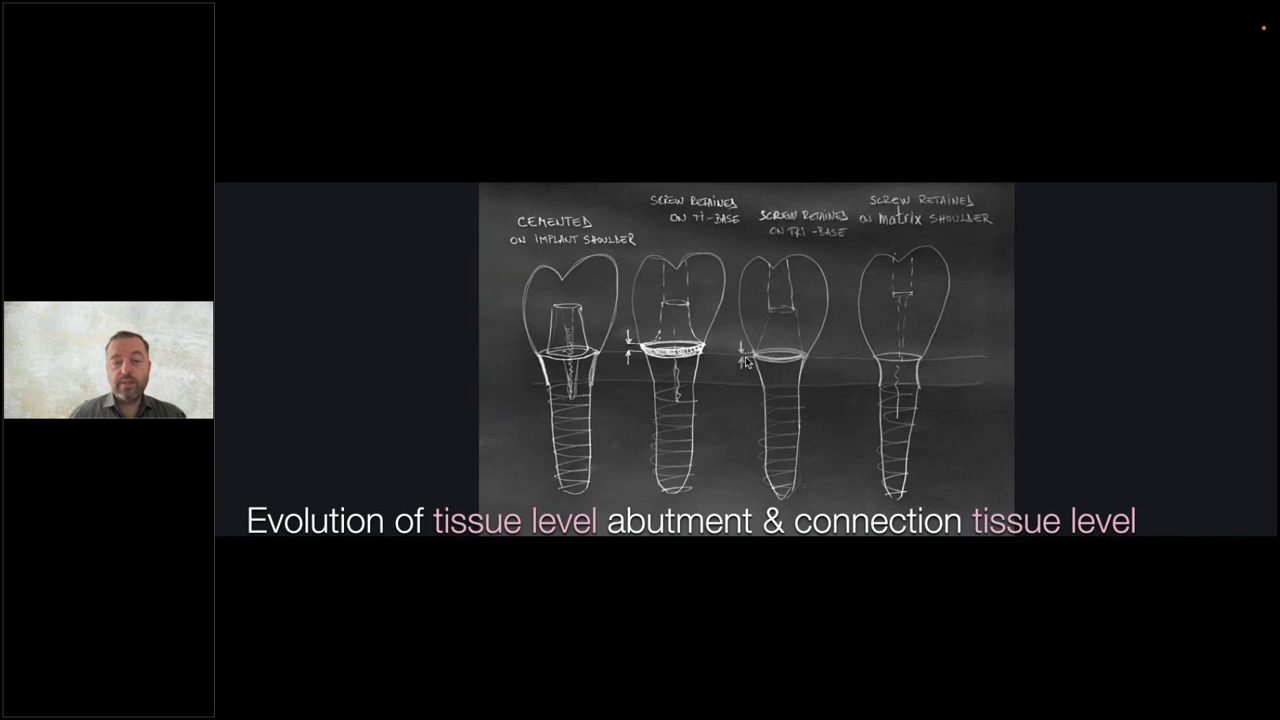 CEMENTED
ON IMPLANT SHOULDER
SCREW RETAINED
ON TI-BASE
SCREW RETAINED
ON TRI-BASE
SCREW RETAINED
ON Matrix SHOULDER
Evolution of tissue level abutment & connection tissue level